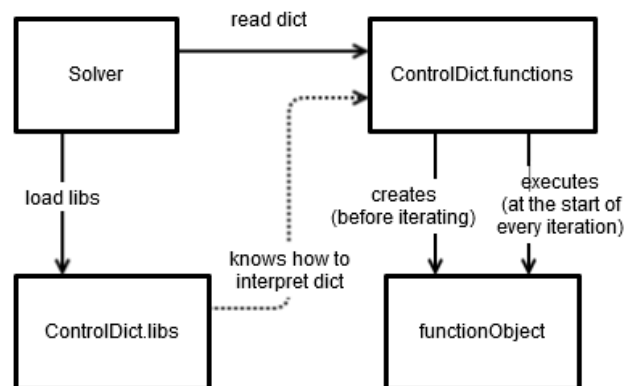 read dict
Solver
ControlDict.functions
load libs
creates
(before iterating)
executes
(at the start of
every iteration)
knows how to
interpret dict
ControlDict.libs
functionObject